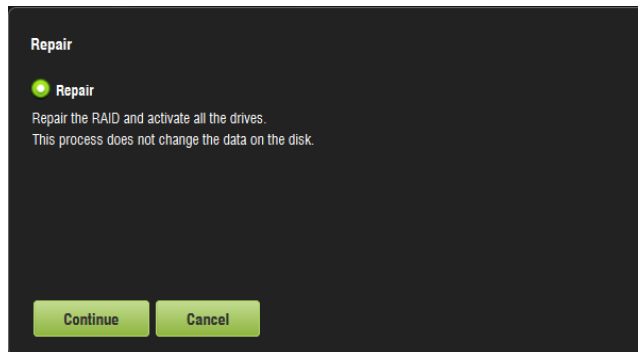 Repair
Repair
Repair the RAID and activate all the drives.
This process does not change the data on the disk.
Continue
Cancel